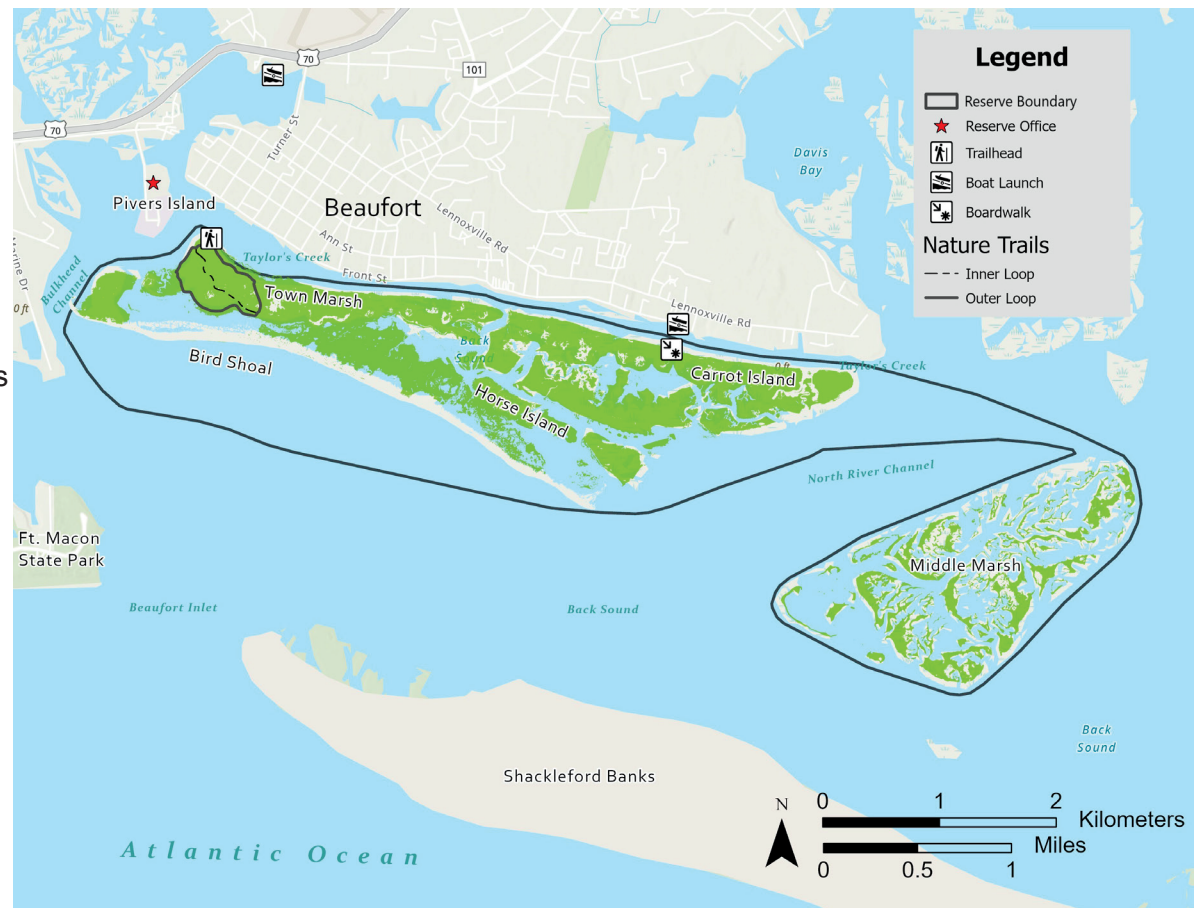 70
101
70
Turner St
Pivers Island
Beaufort
Lennoxville Rd
Ann St
Front St
Taylor's Creek
Bulkhead
Channel
0 ft
Town Marsh
Bird Shoal
Back
Sound
Horse Island
Lennoxville Rd
Carrot Island
0 ft
Taylor's Creek
Davis
Bay
North River Channel
Middle Marsh
s
Ft. Macon
State Park
Beaufort Inlet
Back Sound
Shackleford Banks
Back
Sound
Atlantic Ocean
Legend
Reserve Boundary
Reserve Office
Trailhead
Boat Launch
Boardwalk
Nature Trails
Inner Loop
Outer Loop
N
0 1 2
Kilometers
Miles
0 0.5 1